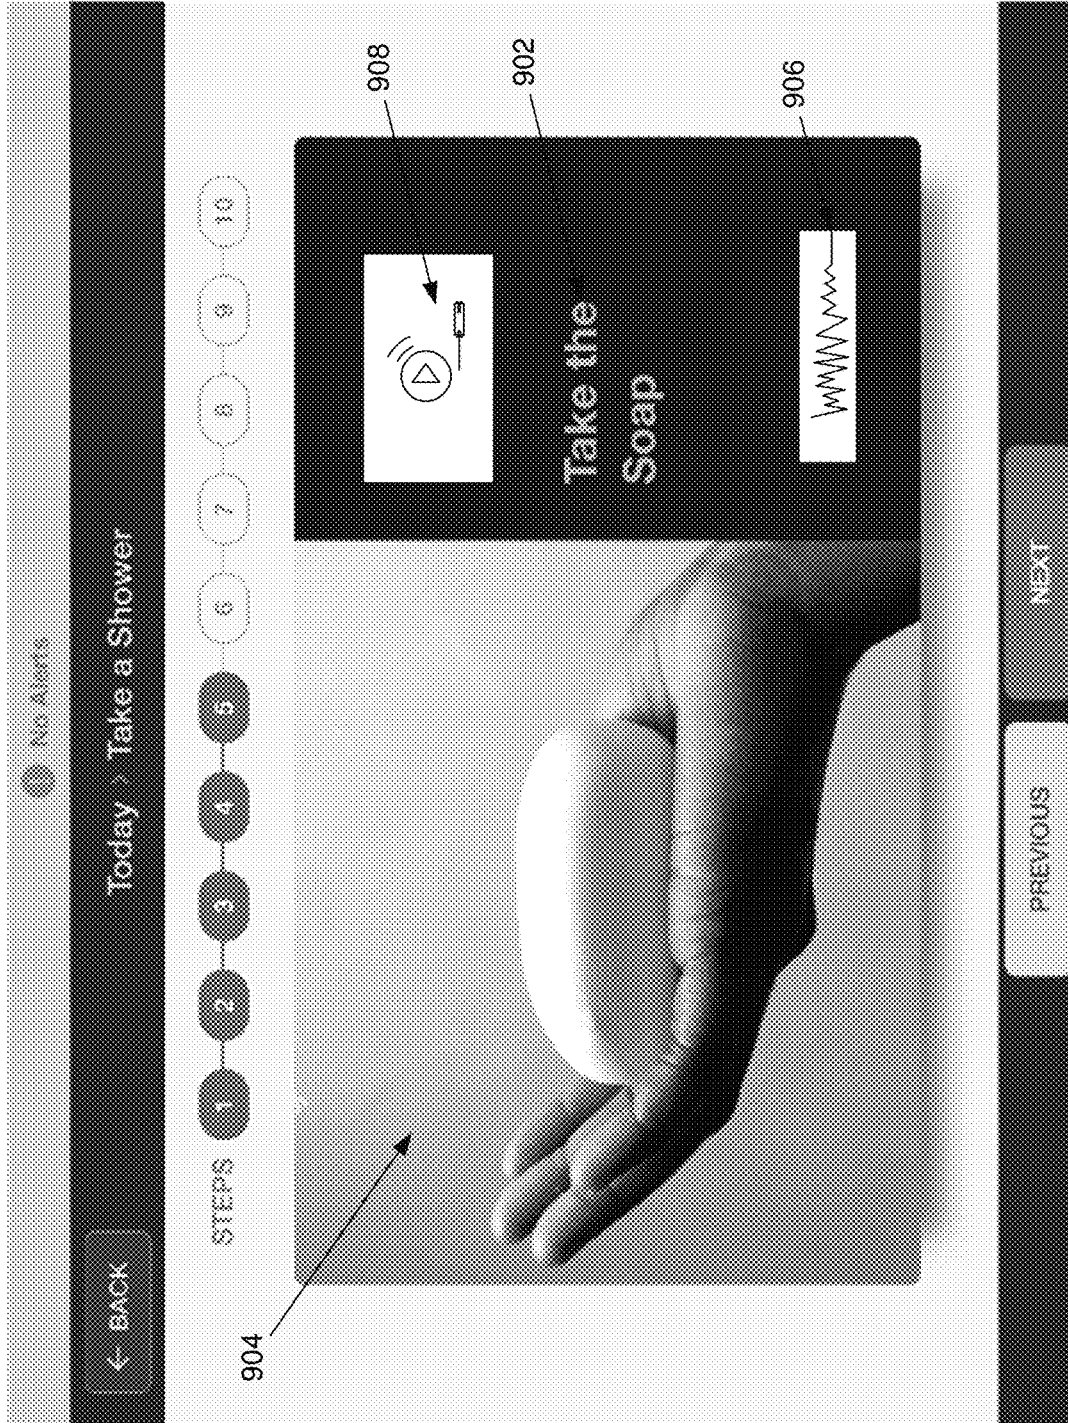 No Alerts
← BACK
Today > Take a Shower
STEPS 1 2 3 4 5 6 7 8 9 10
904
908
902
906
Take the
Soap
PREVIOUS
NEXT